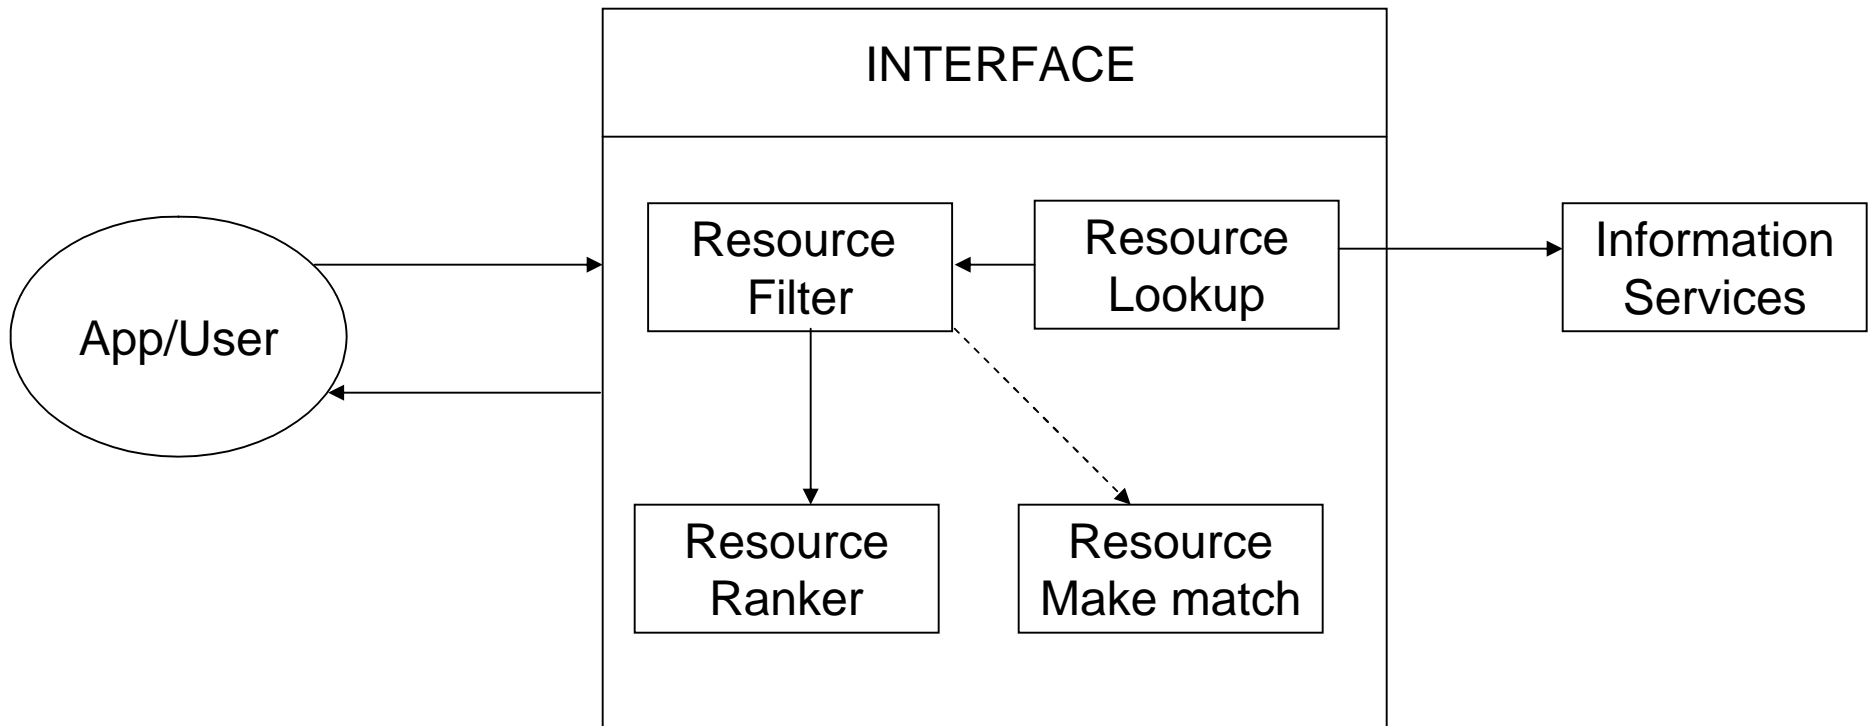 INTERFACE
App/User
Resource
Filter
Resource
Lookup
Information
Services
Resource
Ranker
Resource
Make match